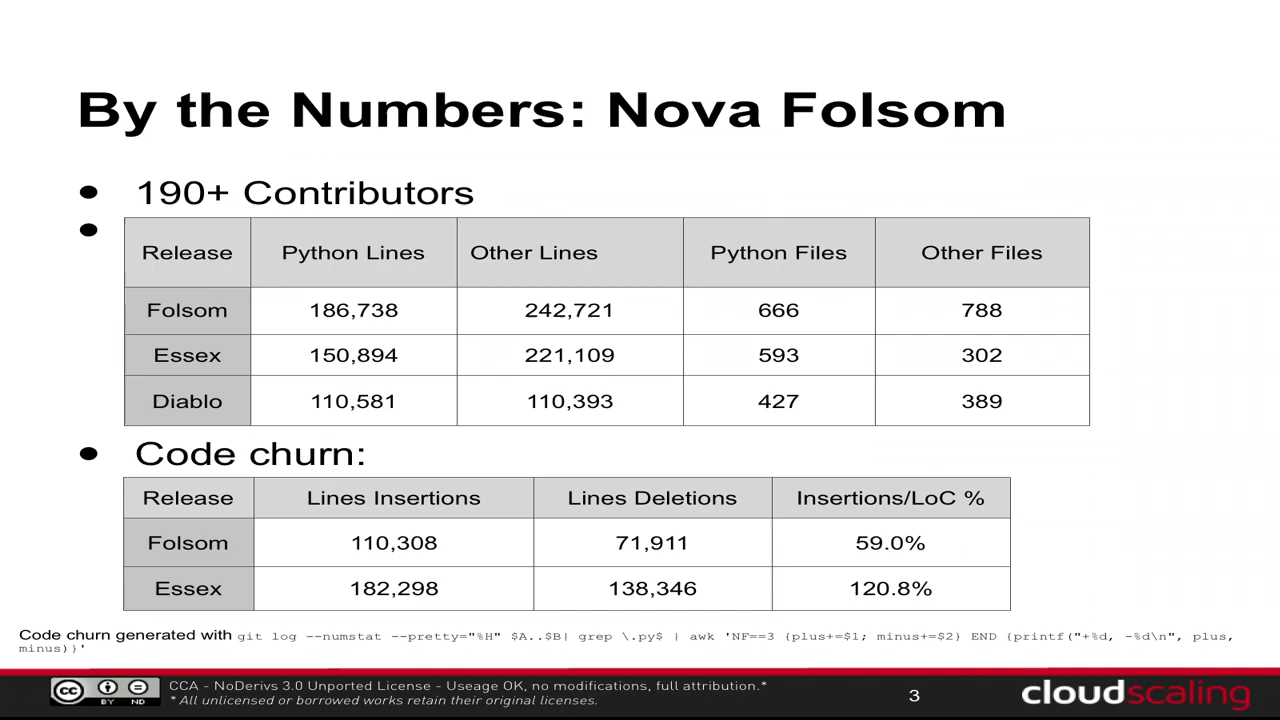 By the Numbers: Nova Folsom
● 190+ Contributors
●
Release Python Lines Other Lines Python Files Other Files
Folsom 186,738 242,721 666 788
Essex 150,894 221,109 593 302
Diablo 110,581 110,393 427 389
● Code churn:
Release Lines Insertions Lines Deletions Insertions/LoC %
Folsom 110,308 71,911 59.0%
Essex 182,298 138,346 120.8%
Code churn generated with git log --numstat --pretty="%H" $A..$B| grep \.py$ | awk 'NF==3 {plus+=$1; minus+=$2} END {printf("+%d, -%d\n", plus,
minus)}'
cc BY ND
CCA - NoDerivs 3.0 Unported License - Useage OK, no modifications, full attribution.*
* All unlicensed or borrowed works retain their original licenses.
3
cloudscaling